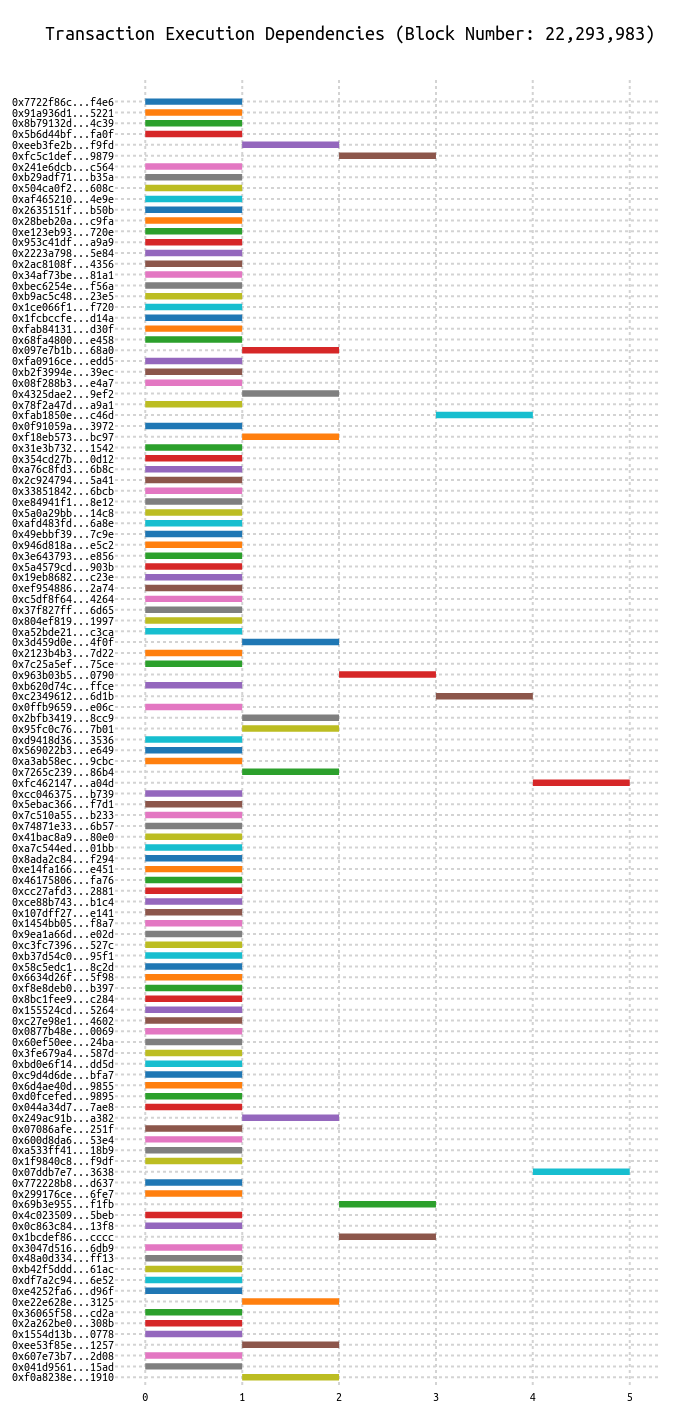 Transaction Execution Dependencies (Block Number: 22,293,983)
0x7722f86c...f4e6
0x91a936d1...5221
0x8b79132d...4c39
0x5b6d44bf...fa0f
0xeeb3fe2b...f9fd
0xfc5c1def...9879
0x241e6dcb...c564
0xb29adf71...b35a
0x504ca0f2...608c
0xaf465210...4e9e
0x2635151f...b50b
0x28beb20a...c9fa
0xe123eb93...720e
0x953c41df...a9a9
0x2223a798...5e84
0x2ac8108f...4356
0x34af73be...81a1
0xbec6254e...f56a
0xb9ac5c48...23e5
0x1ce066f1...f720
0x1fcbccfe...d14a
0xfab84131...d30f
0x68fa4800...e458
0x097e7b1b...68a0
0xfa0916ce...edd5
0xb2f3994e...39ec
0x08f288b3...e4a7
0x4325dae2...9ef2
0x78f2a47d...a9a1
0xfab1850e...c46d
0x0f91059a...3972
0xf18eb573...bc97
0x31e3b732...1542
0x354cd27b...0d12
0xa76c8fd3...6b8c
0x2c924794...5a41
0x33851842...6bcb
0xe84941f1...8e12
0x5a0a29bb...14c8
0xafd483fd...6a8e
0x49ebbf39...7c9e
0x946d818a...e5c2
0x3e643793...e856
0x5a4579cd...903b
0x19eb8682...c23e
0xef954886...2a74
0xc5df8f64...4264
0x37f827ff...6d65
0x804ef819...1997
0xa52bde21...c3ca
0x3d459d0e...4f0f
0x2123b4b3...7d22
0x7c25a5ef...75ce
0x963b03b5...0790
0xb620d74c...ffce
0xc2349612...6d1b
0x0ffb9659...e06c
0x2bfb3419...8cc9
0x95fc0c76...7b01
0xd9418d36...3536
0x569022b3...e649
0xa3ab58ec...9cbc
0x7265c239...86b4
0xfc462147...a04d
0xcc046375...b739
0x5ebac366...f7d1
0x7c510a55...b233
0x74871e33...6b57
0x41bac8a9...80e0
0xa7c544ed...01bb
0x8ada2c84...f294
0xe14fa166...e451
0x46175806...fa76
0xcc27afd3...2881
0xce88b743...b1c4
0x107dff27...e141
0x1454bb05...f8a7
0x9ea1a66d...e02d
0xc3fc7396...527c
0xb37d54c0...95f1
0x58c5edc1...8c2d
0x6634d26f...5f98
0xf8e8deb0...b397
0x8bc1fee9...c284
0x155524cd...5264
0xc27e98e1...4602
0x0877b48e...0069
0x60ef50ee...24ba
0x3fe679a4...587d
0xbd0e6f14...dd5d
0xc9d4d6de...bfa7
0x6d4ae40d...9855
0xd0fcefed...9895
0x044a34d7...7ae8
0x249ac91b...a382
0x07086afe...251f
0x600d8da6...53e4
0xa533ff41...18b9
0x1f9840c8...f9df
0x07ddb7e7...3638
0x772228b8...d637
0x299176ce...6fe7
0x69b3e955...f1fb
0x4c023509...5beb
0x0c863c84...13f8
0x1bcdef86...cccc
0x3047d516...6db9
0x48a0d334...ff13
0xb42f5ddd...61ac
0xdf7a2c94...6e52
0xe4252fa6...d96f
0xe22e628e...3125
0x36065f58...cd2a
0x2a262be0...308b
0x1554d13b...0778
0xee53f85e...1257
0x607e73b7...2d08
0x041d9561...15ad
0xf0a8238e...1910
0 1 2 3 4 5